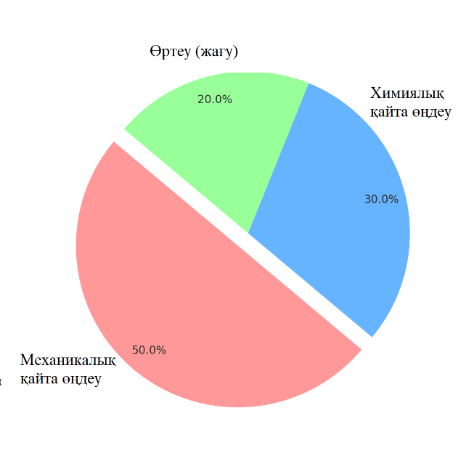 Өртеу (жағу)
20.0%
Химиялық
қайта өңдеу
30.0%
50.0%
Механикалық
қайта өңдеу